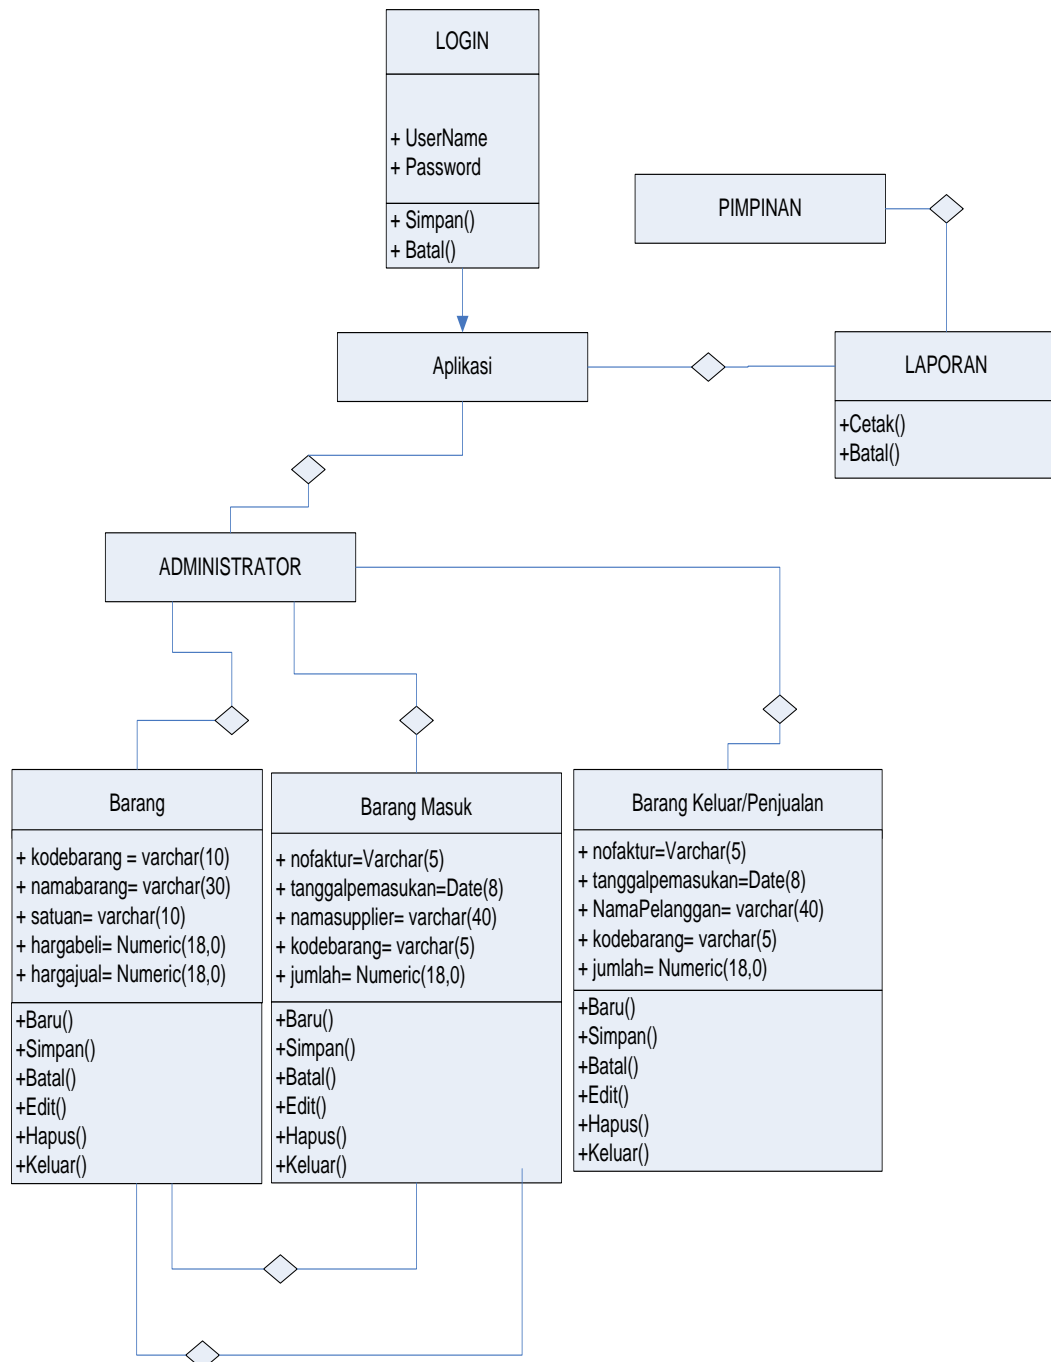 LOGIN
+ UserName
+ Password
+ Simpan()
+ Batal()
PIMPINAN
Aplikasi
LAPORAN
+Cetak()
+Batal()
ADMINISTRATOR
Barang
+ kodebarang = varchar(10)
+ namabarang= varchar(30)
+ satuan= varchar(10)
+ hargabeli= Numeric(18,0)
+ hargajual= Numeric(18,0)
+Baru()
+Simpan()
+Batal()
+Edit()
+Hapus()
+Keluar()
Barang Masuk
+ nofaktur=Varchar(5)
+ tanggalpemasukan=Date(8)
+ namasupplier= varchar(40)
+ kodebarang= varchar(5)
+ jumlah= Numeric(18,0)
+Baru()
+Simpan()
+Batal()
+Edit()
+Hapus()
+Keluar()
Barang Keluar/Penjualan
+ nofaktur=Varchar(5)
+ tanggalpemasukan=Date(8)
+ NamaPelanggan= varchar(40)
+ kodebarang= varchar(5)
+ jumlah= Numeric(18,0)
+Baru()
+Simpan()
+Batal()
+Edit()
+Hapus()
+Keluar()